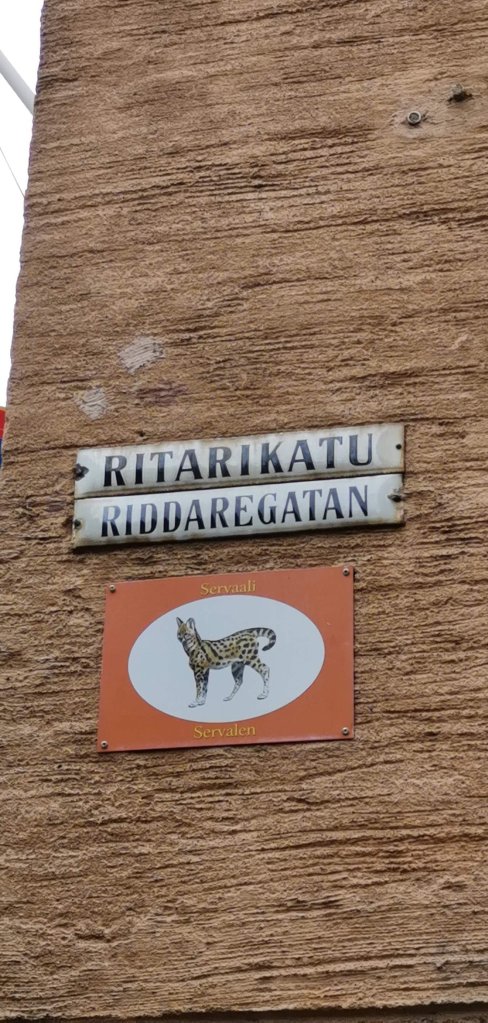 RITARIKATU
RIDDAREGATAN
Servaali
Servalen